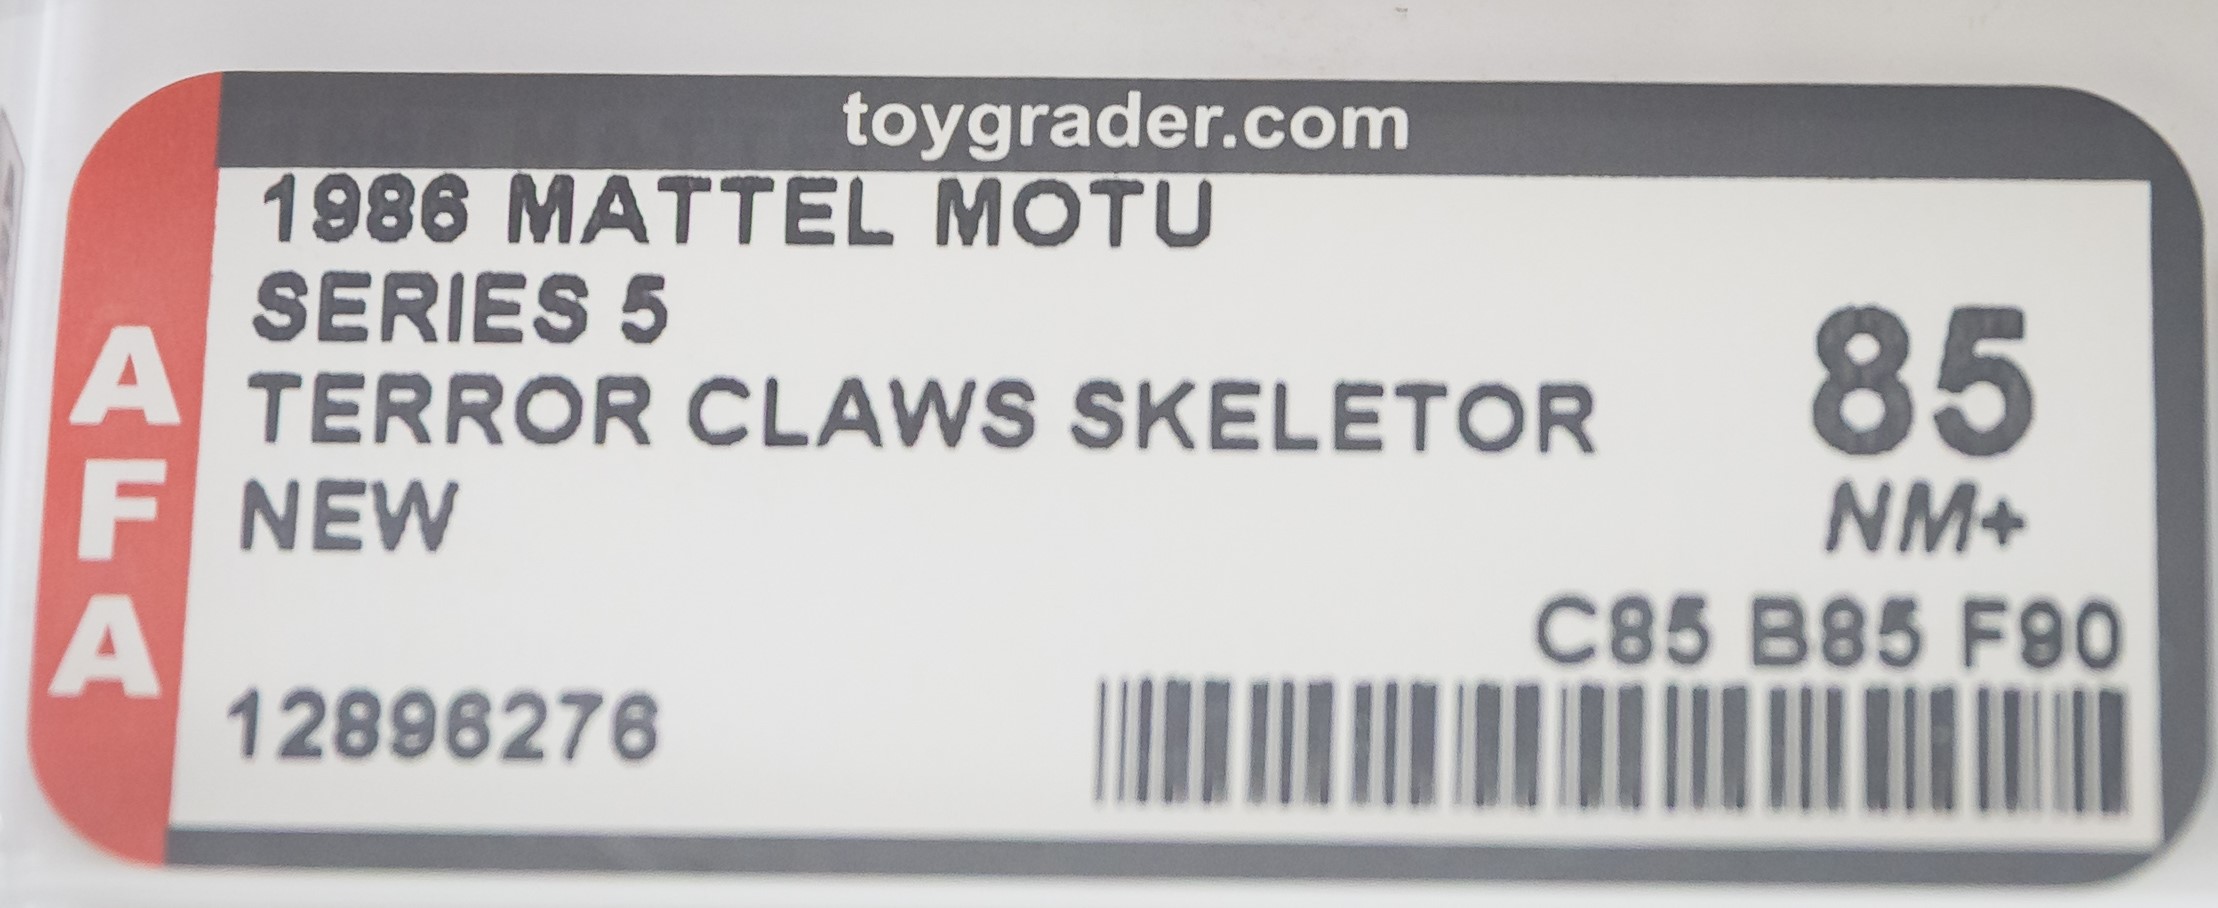 toygrader.com
1986 MATTEL MOTU
SERIES 5
TERROR CLAWS SKELETOR
NEW
85
NM+
C85 B85 F90
12896276
AFA